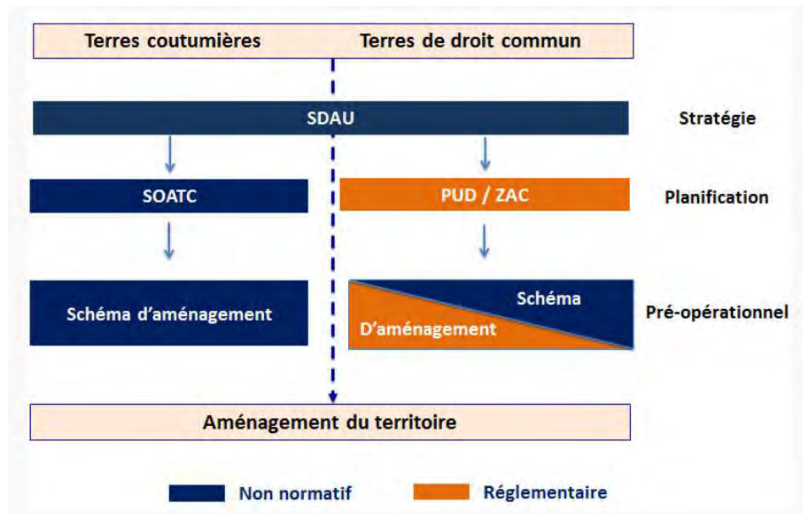 Terres coutumières
Terres de droit commun
SDAU
Stratégie
SOATC
PUD / ZAC
Planification
Schéma d'aménagement
Schéma
D'aménagement
Pré-opérationnel
Aménagement du territoire
Non normatif
Réglementaire